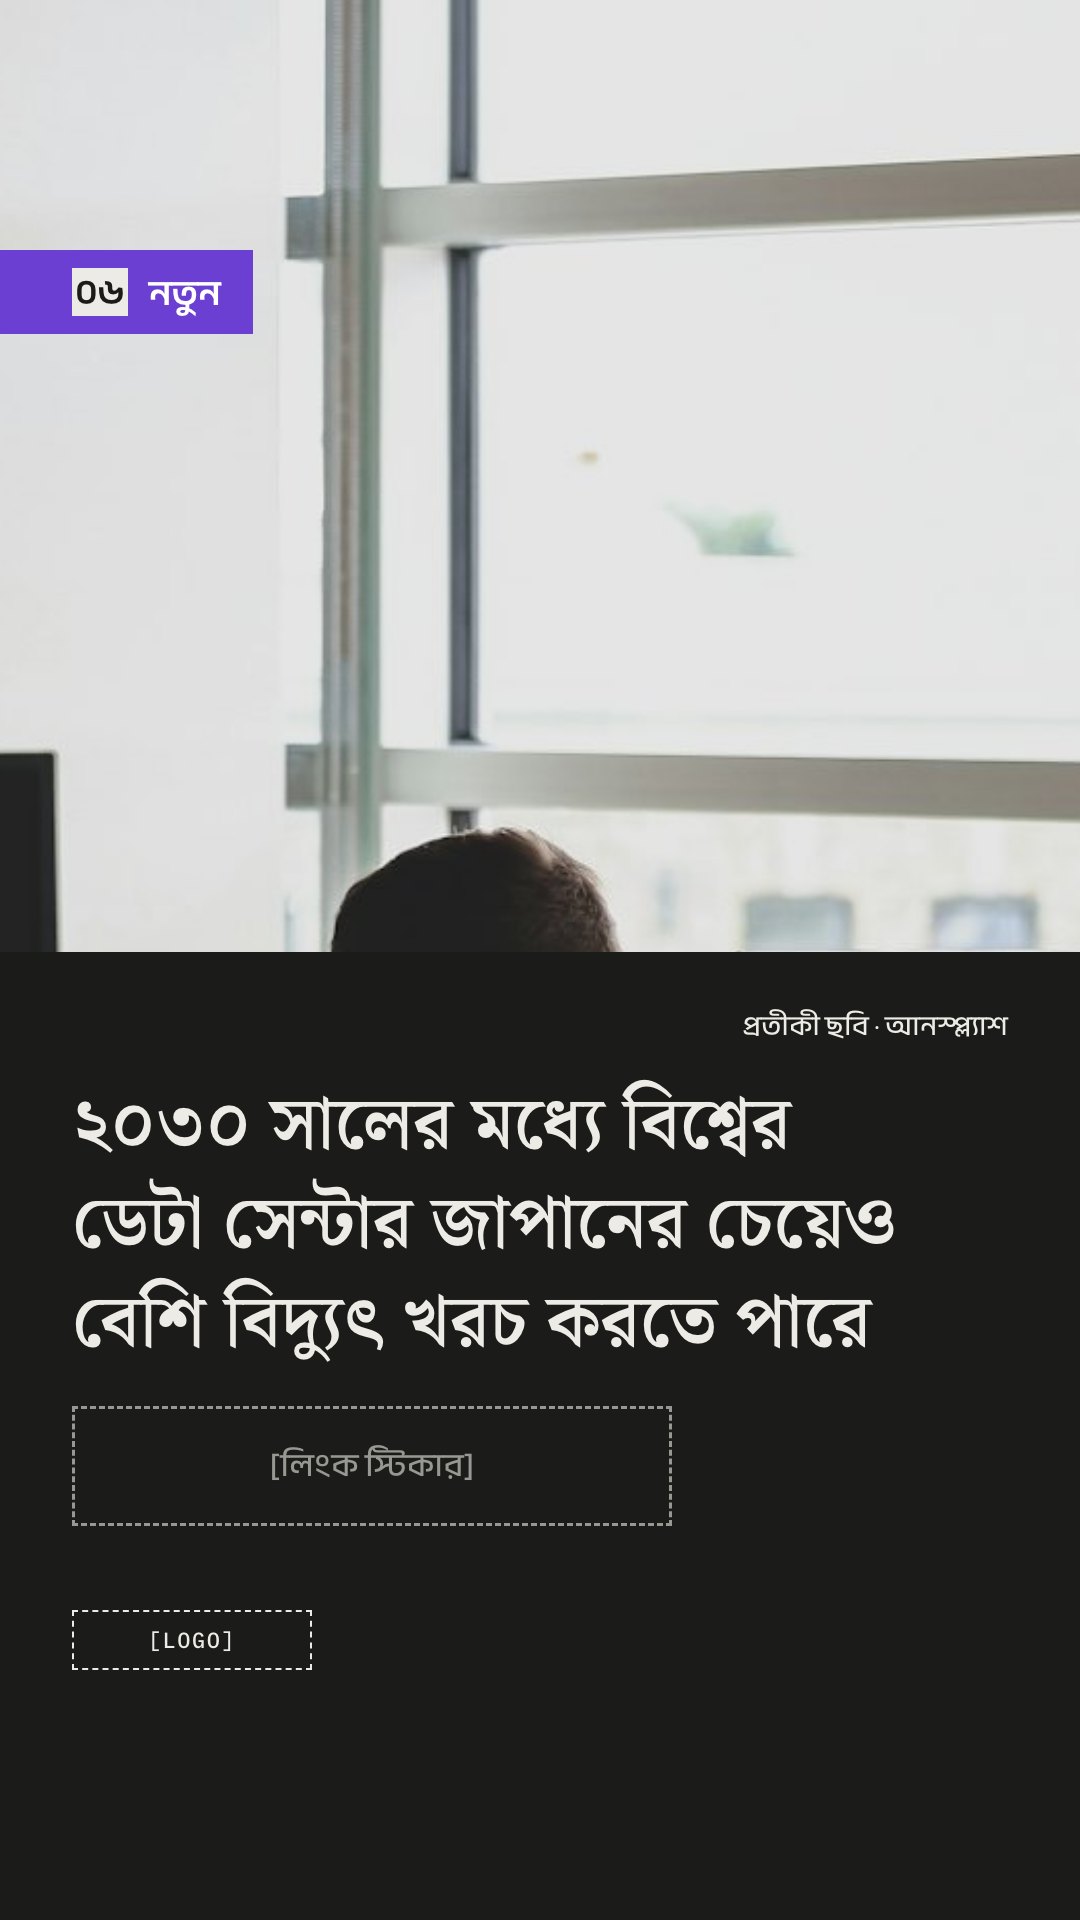 ০৬ নতুন
প্রতীকী ছবি · আনস্প্ল্যাশ
২০৩০ সালের মধ্যে বিশ্বের
ডেটা সেন্টার জাপানের চেয়েও
বেশি বিদ্যুৎ খরচ করতে পারে
[লিংক স্টিকার]
[LOGO]